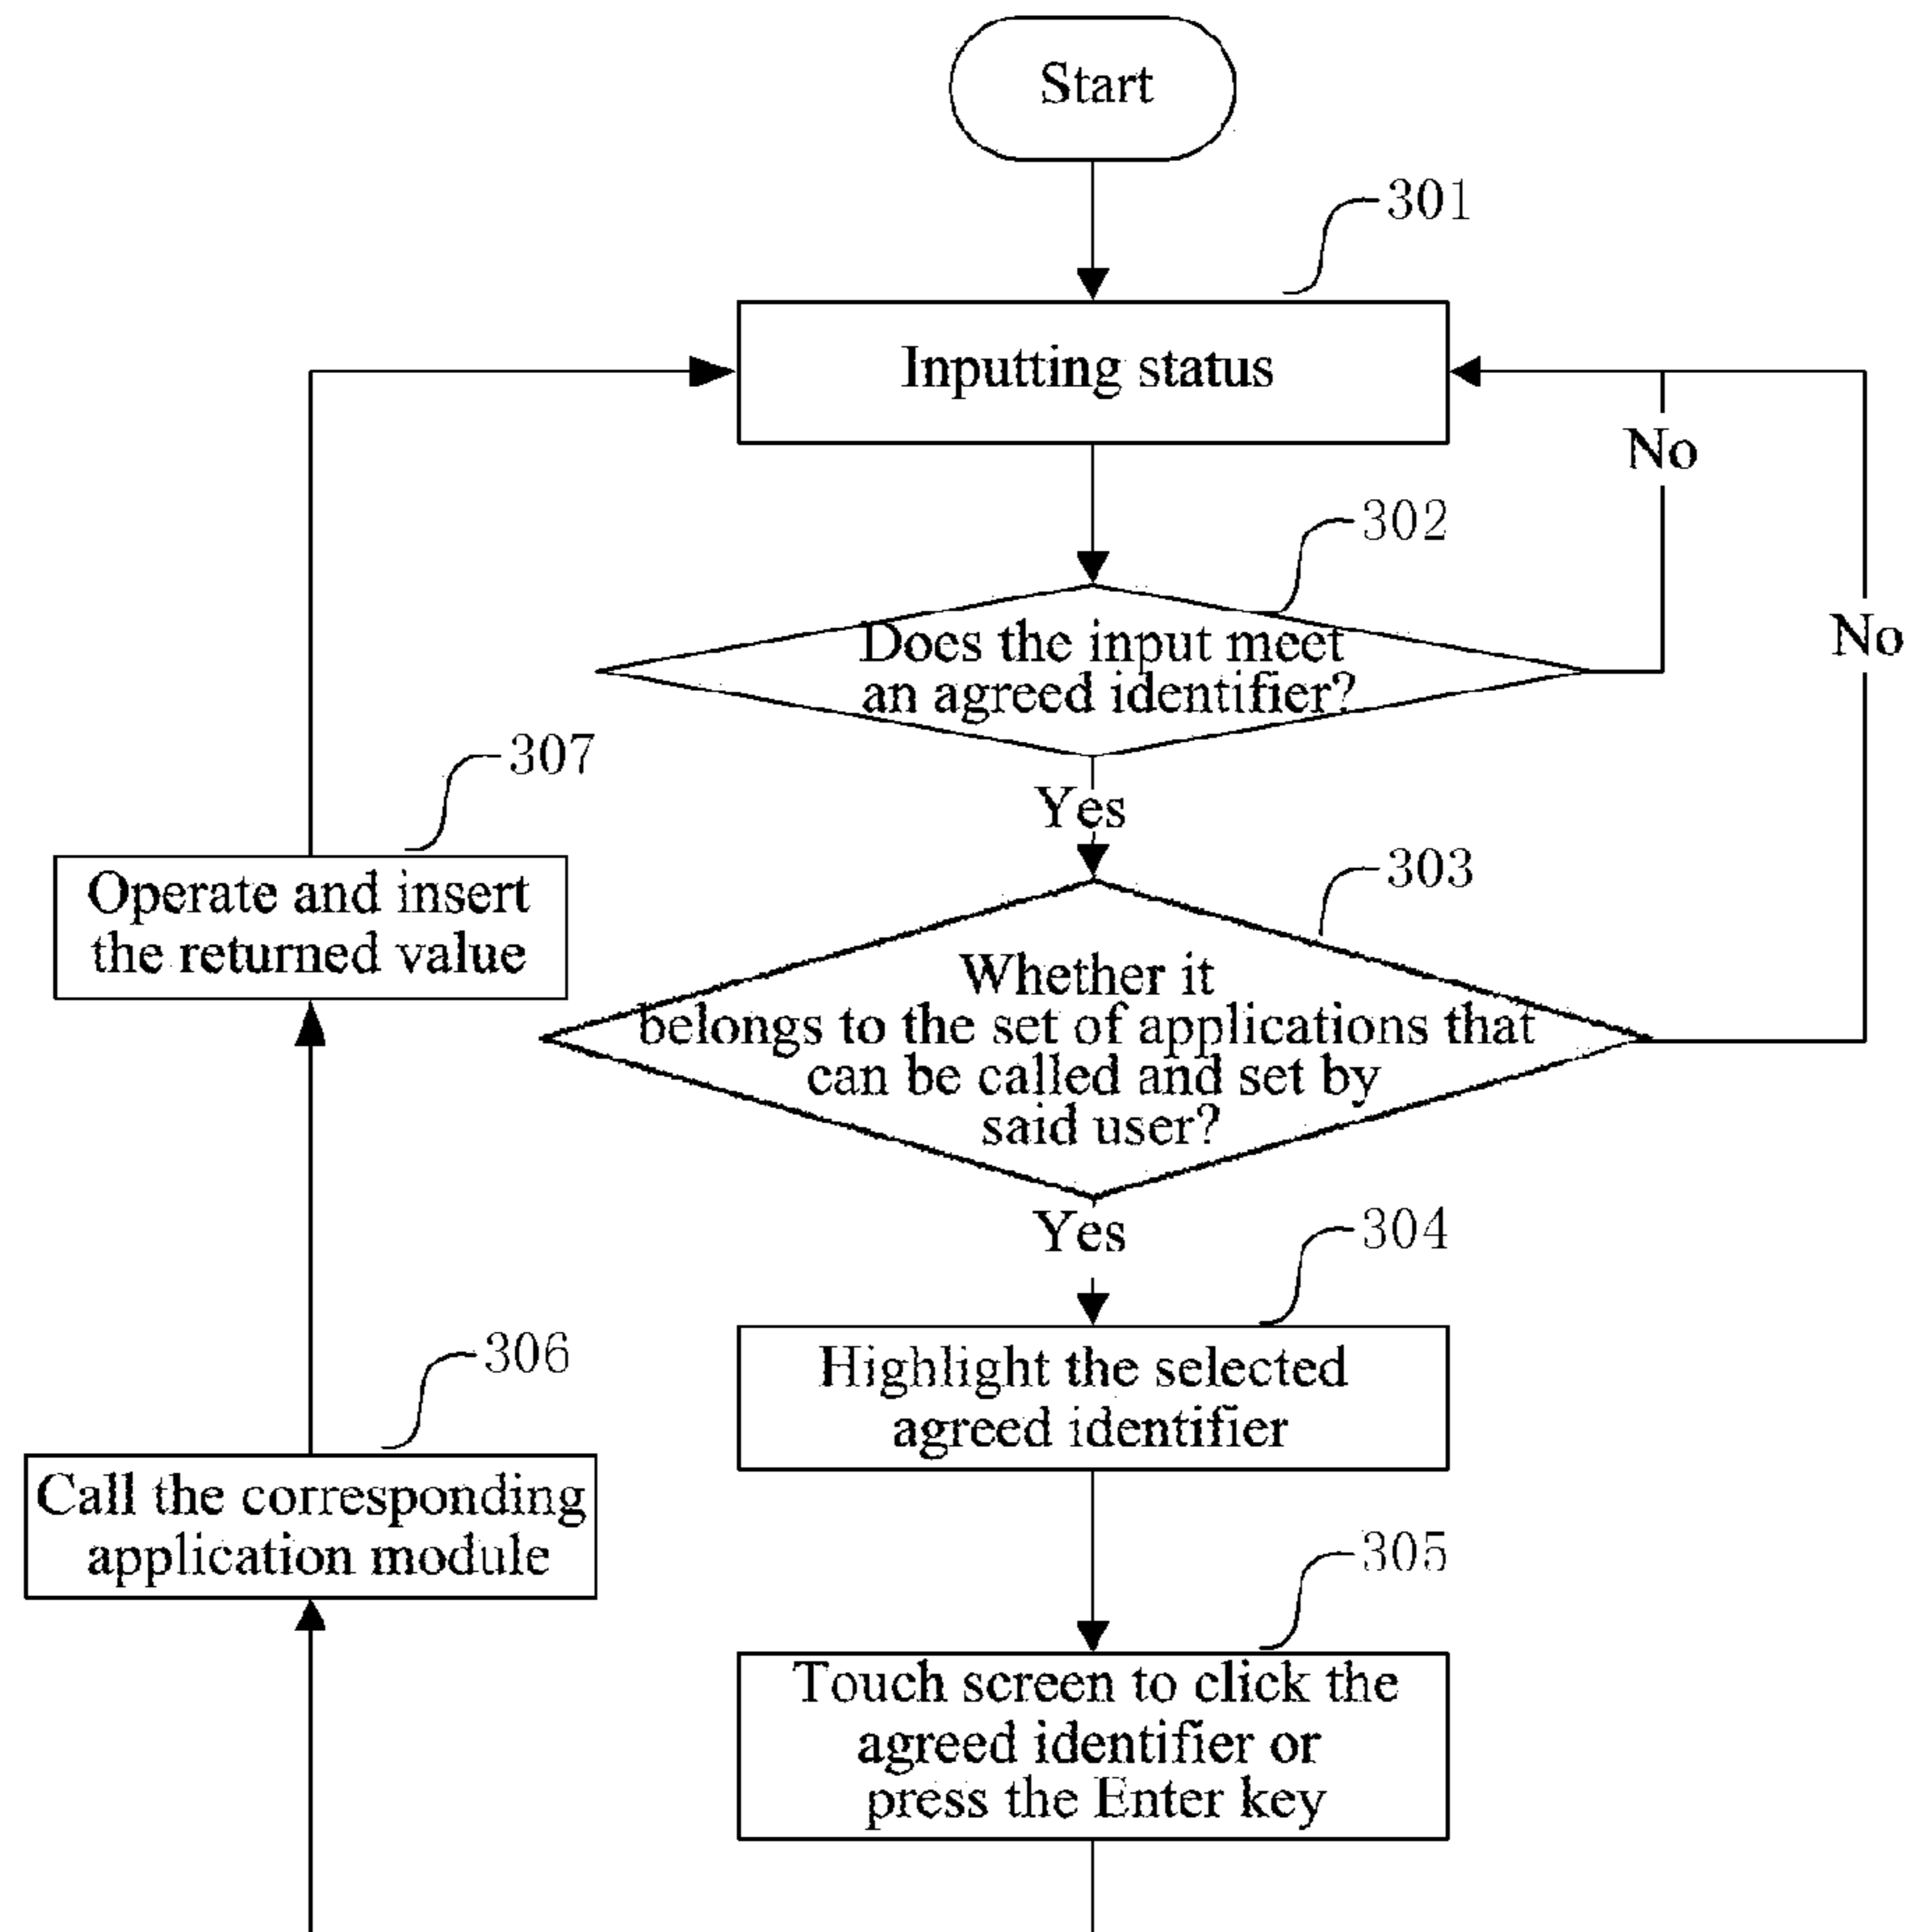 Start
301
Inputting status
No
302
Does the input meet
an agreed identifier?
No
Yes
307
Operate and insert
the returned value
303
Whether it
belongs to the set of applications that
can be called and set by
said user?
Yes
304
Highlight the selected
agreed identifier
306
Call the corresponding
application module
305
Touch screen to click the
agreed identifier or
press the Enter key